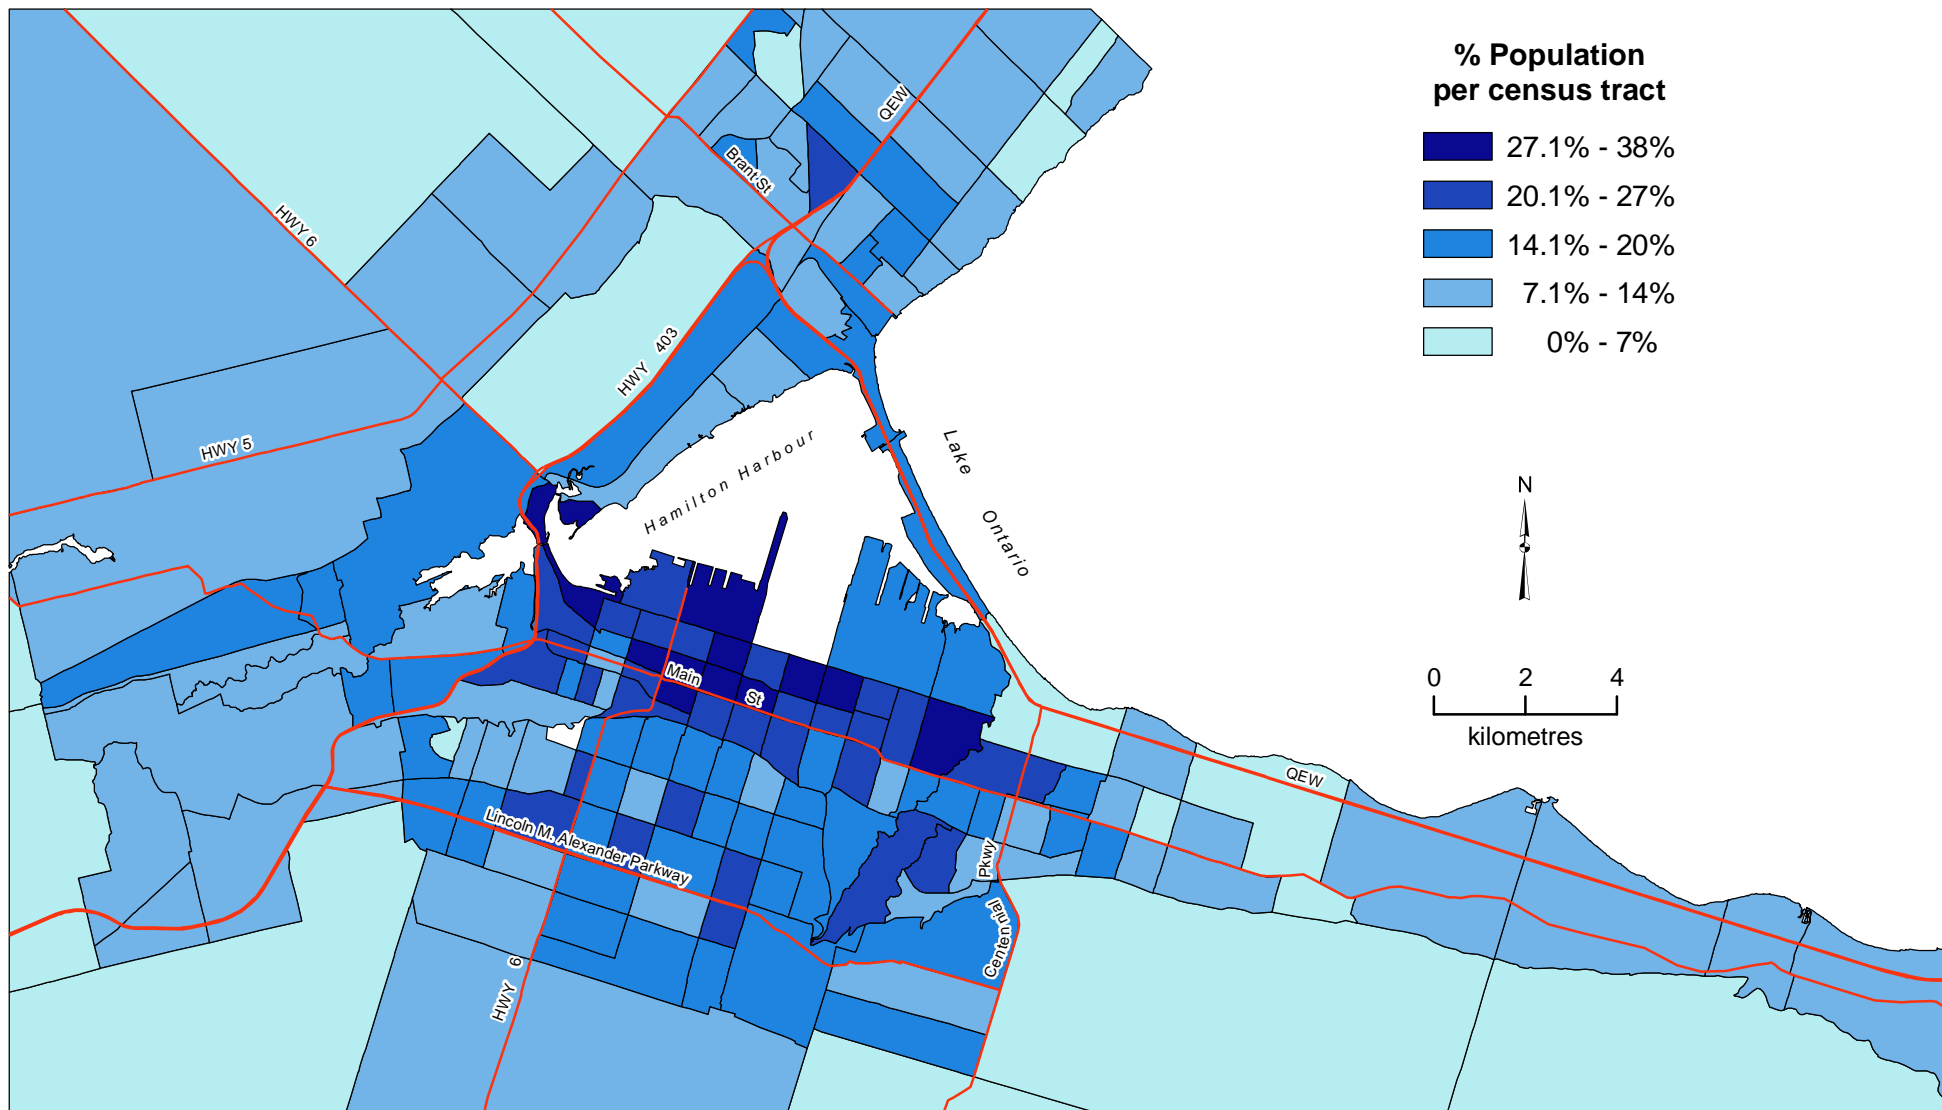 % Population
per census tract
27.1% - 38%
20.1% - 27%
14.1% - 20%
7.1% - 14%
0% - 7%
QEW
Brant St
HWY 6
HWY 403
HWY 5
Hamilton Harbour
Lake
Ontario
N
0 2 4
kilometres
Main
St
QEW
Lincoln M. Alexander Parkway
Centennial
Pkwy
HWY 6